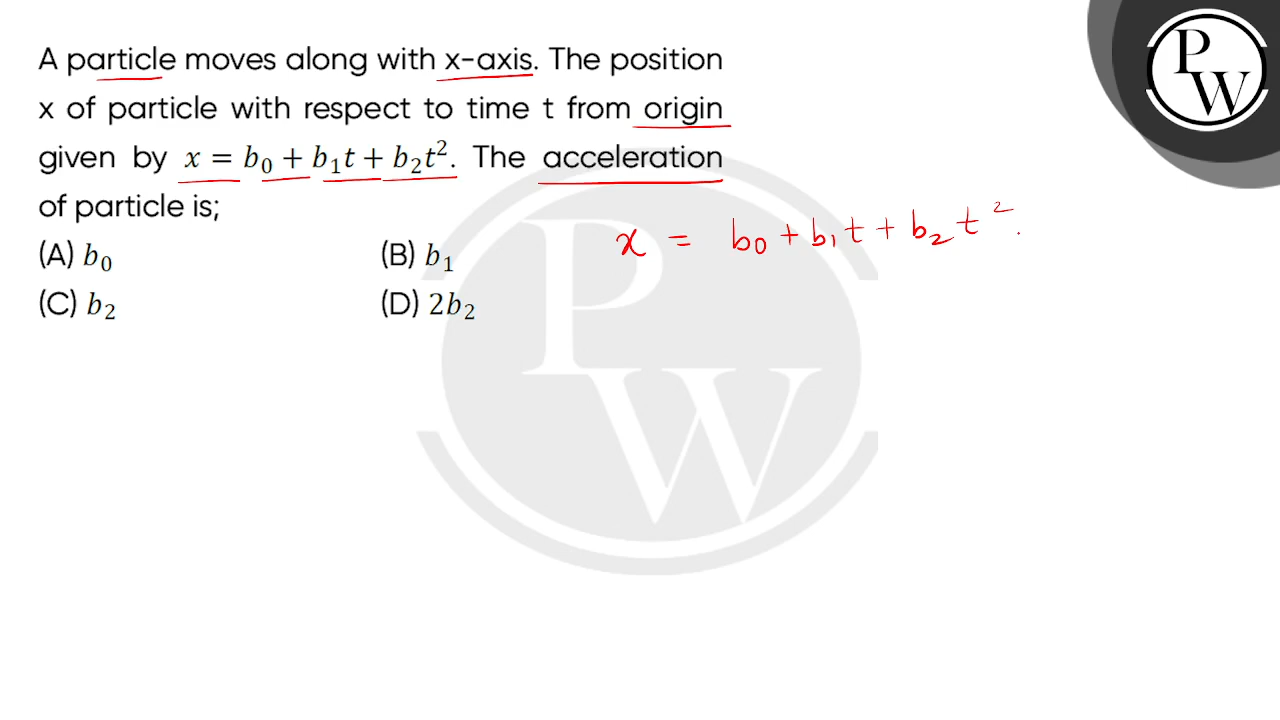 A particle moves along with x-axis. The position
x of particle with respect to time t from origin
given by x = b₀ + b₁t + b₂t². The acceleration
of particle is;
(A) b₀ (B) b₁
(C) b₂ (D) 2b₂
x = b₀ + b₁t + b₂t².
P
W
P
W